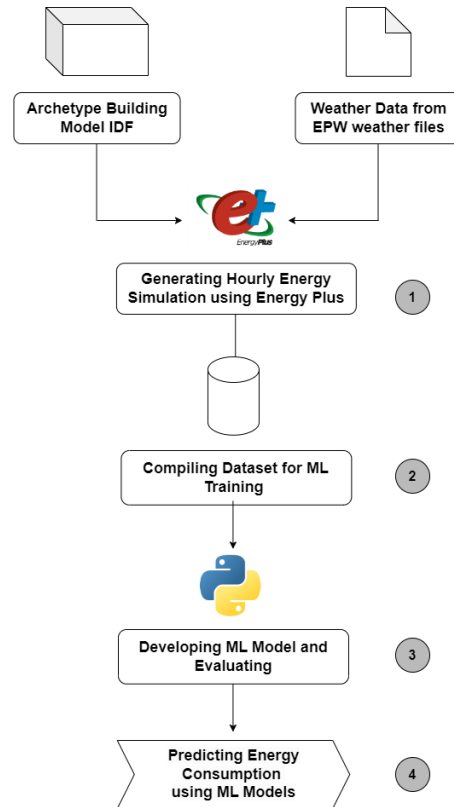 Archetype Building
Model IDF
Weather Data from
EPW weather files
e+
EnergyPlus
Generating Hourly Energy
Simulation using Energy Plus
1
Compiling Dataset for ML
Training
2
Developing ML Model and
Evaluating
3
Predicting Energy
Consumption
using ML Models
4